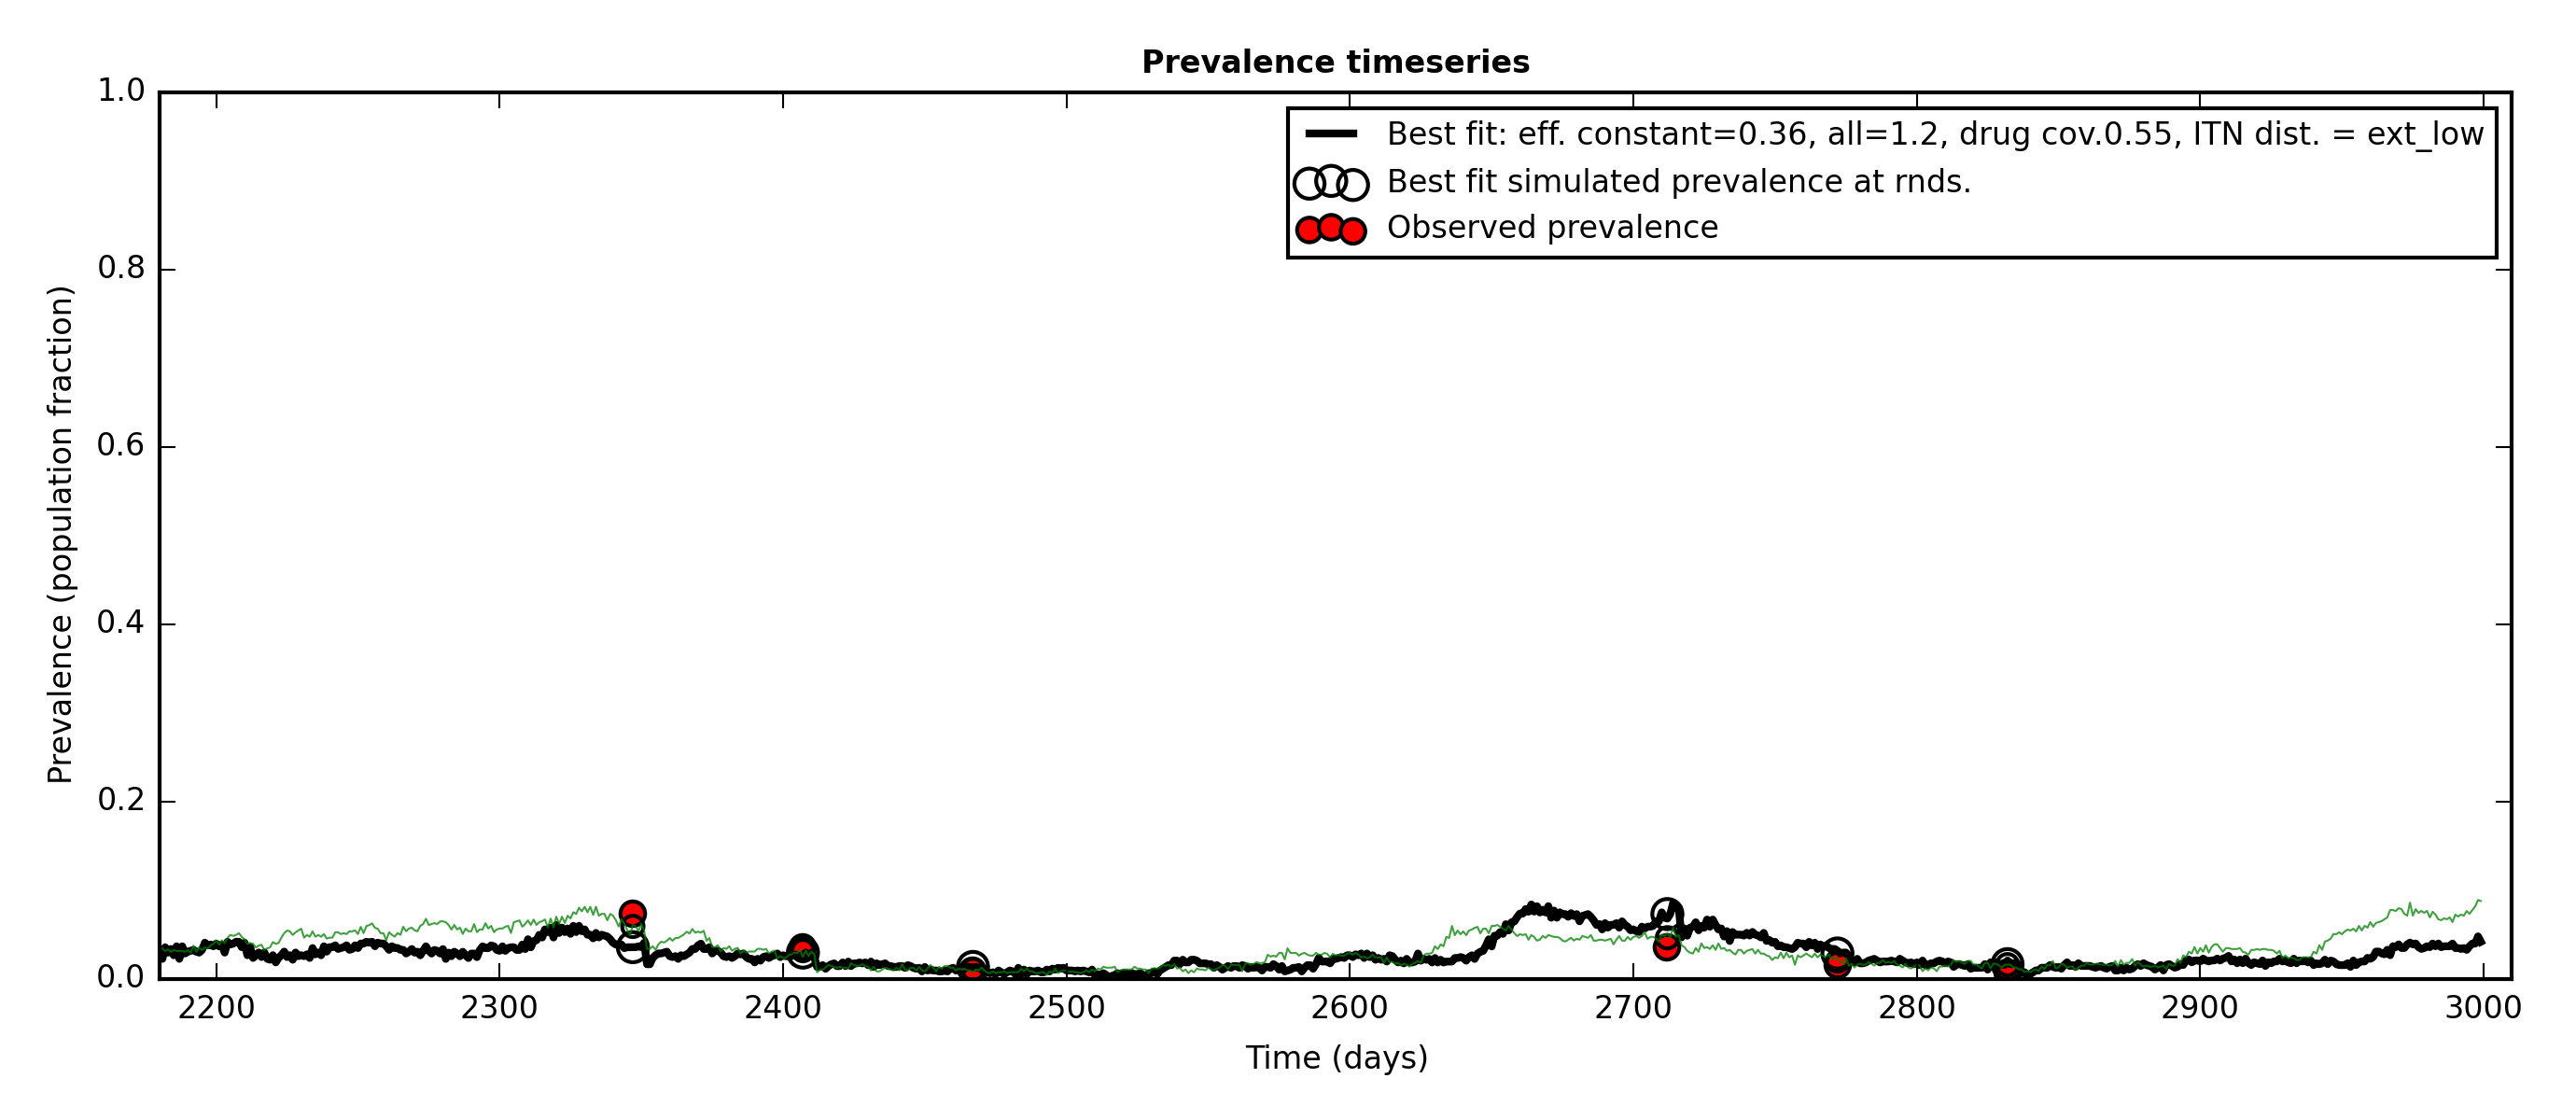 Prevalence timeseries
1.0
0.8
0.6
0.4
0.2
0.0
Prevalence (population fraction)
Best fit: eff. constant=0.36, all=1.2, drug cov.0.55, ITN dist. = ext_low
Best fit simulated prevalence at rnds.
Observed prevalence
2200 2300 2400 2500 2600 2700 2800 2900 3000
Time (days)